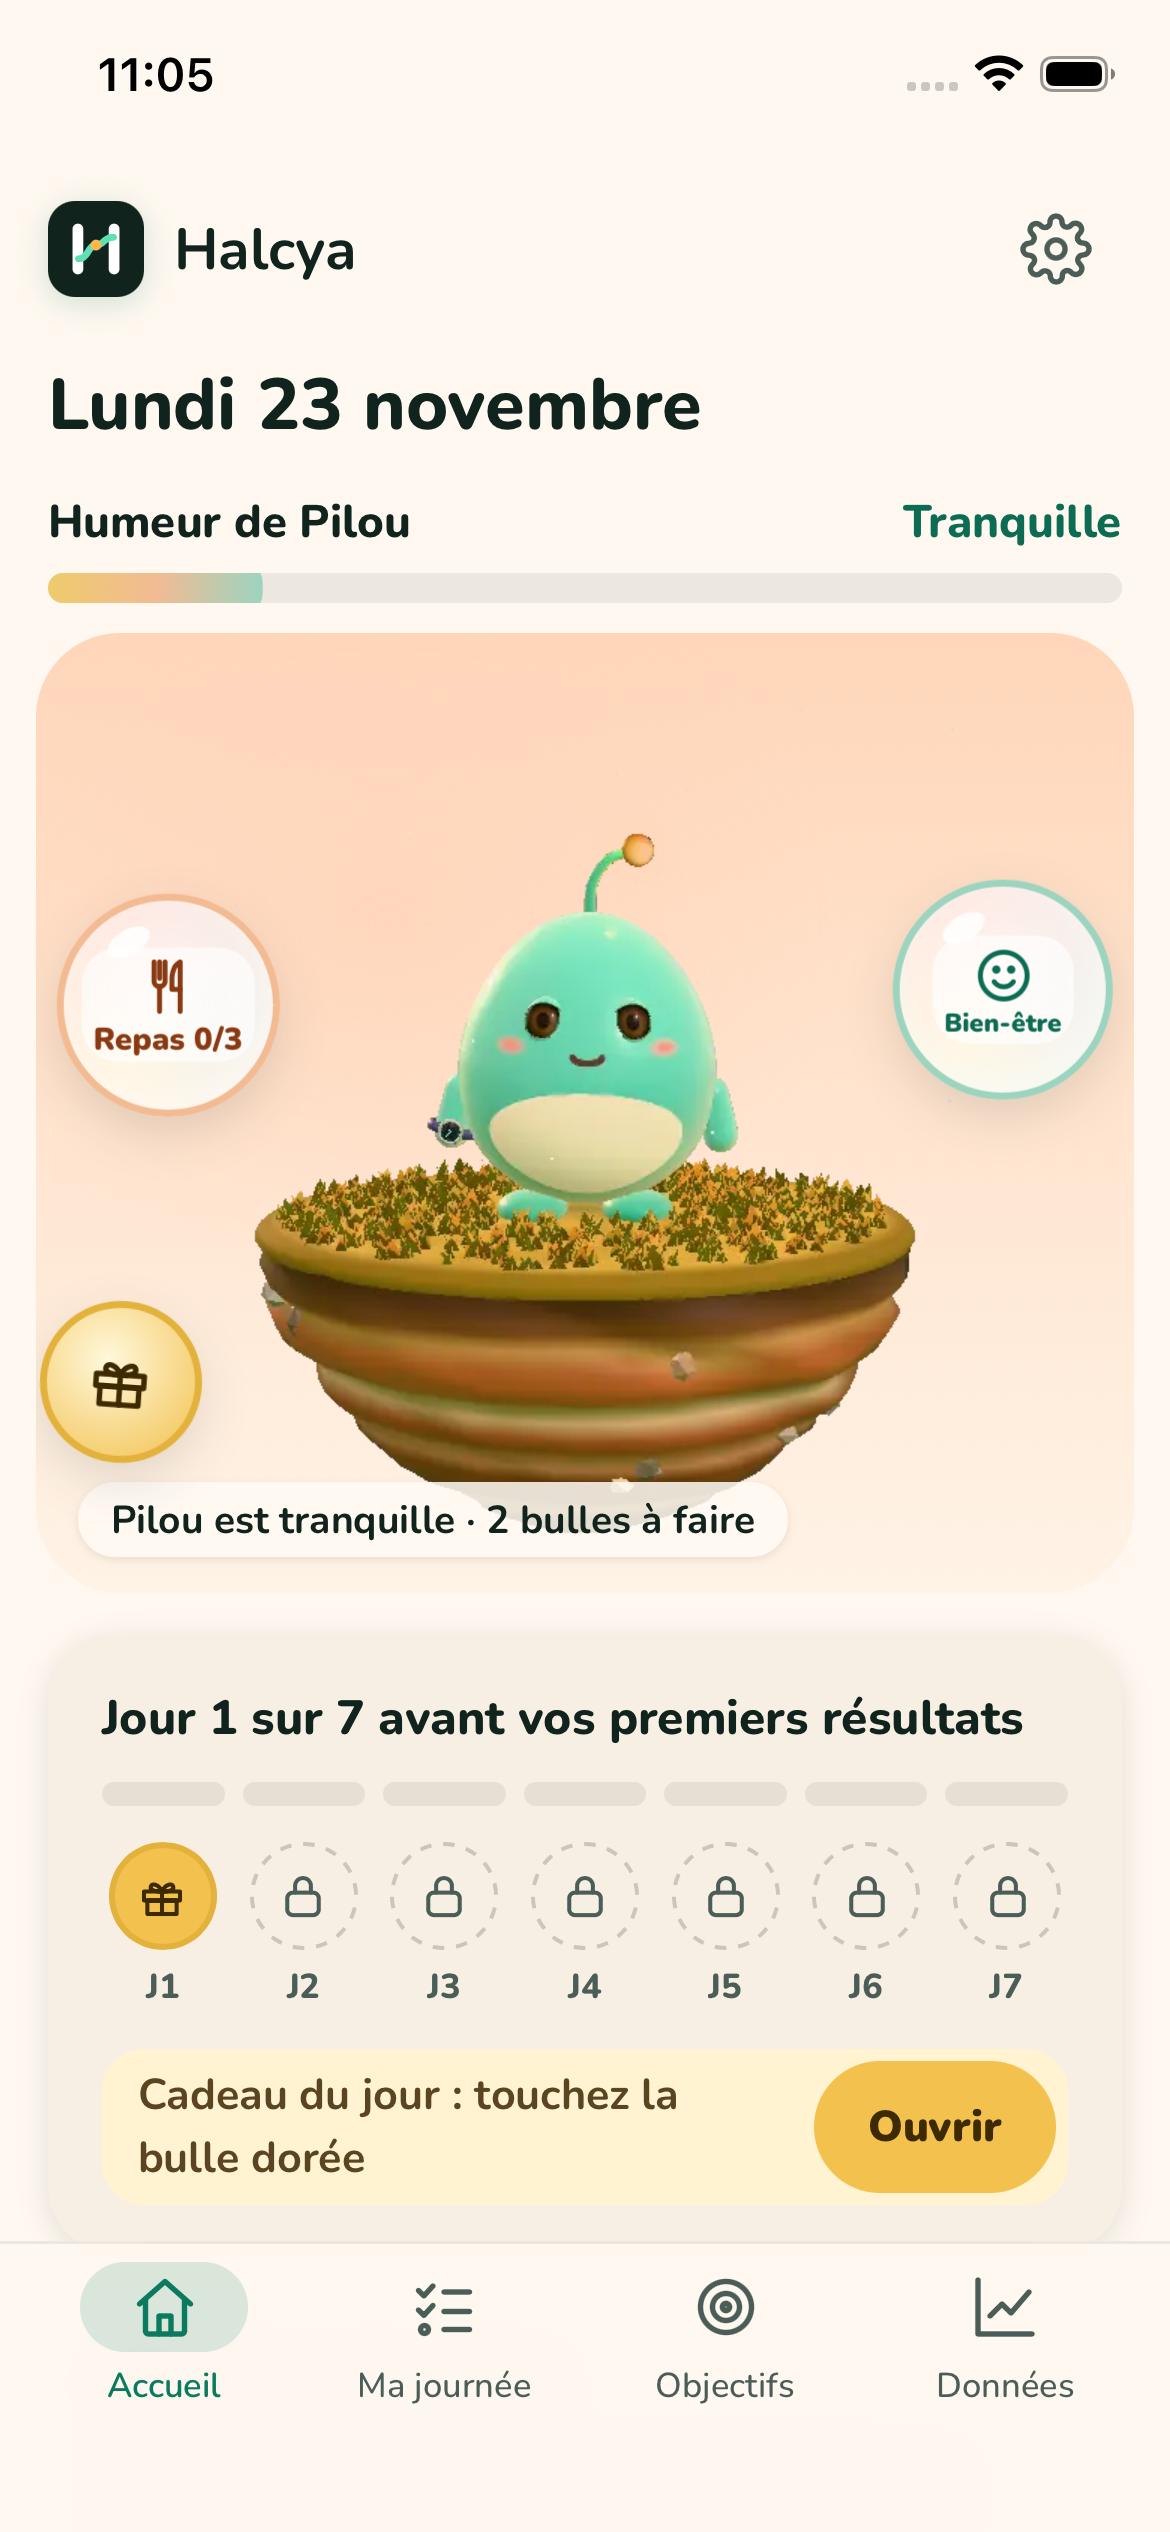 11:05
Halcya
Lundi 23 novembre
Humeur de Pilou
Tranquille
Repas 0/3
Bien-être
Pilou est tranquille · 2 bulles à faire
Jour 1 sur 7 avant vos premiers résultats
J1 J2 J3 J4 J5 J6 J7
Cadeau du jour : touchez la
bulle dorée
Ouvrir
Accueil Ma journée Objectifs Données